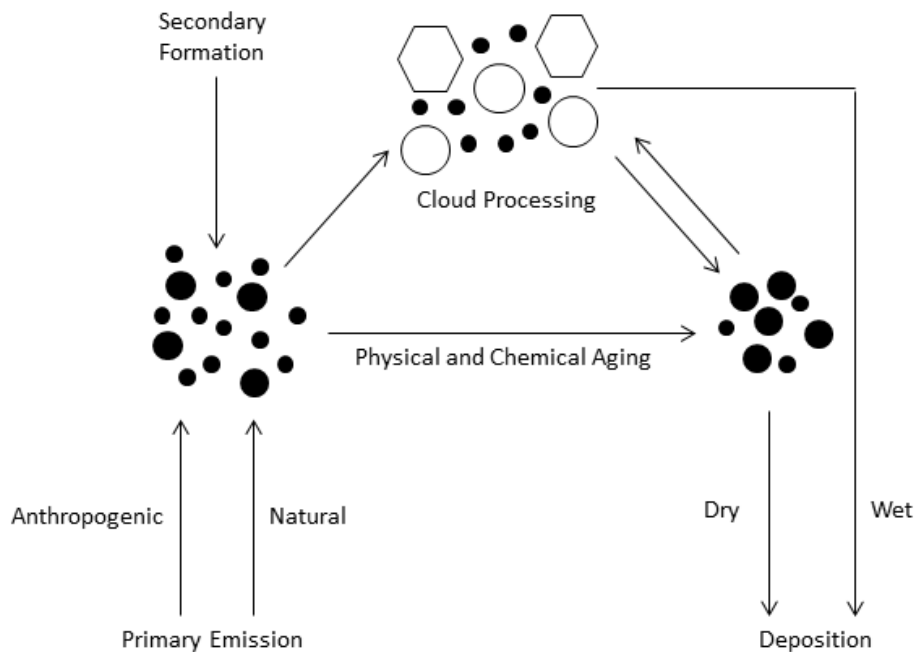 Secondary
Formation
Cloud Processing
Physical and Chemical Aging
Anthropogenic
Natural
Dry
Wet
Primary Emission
Deposition